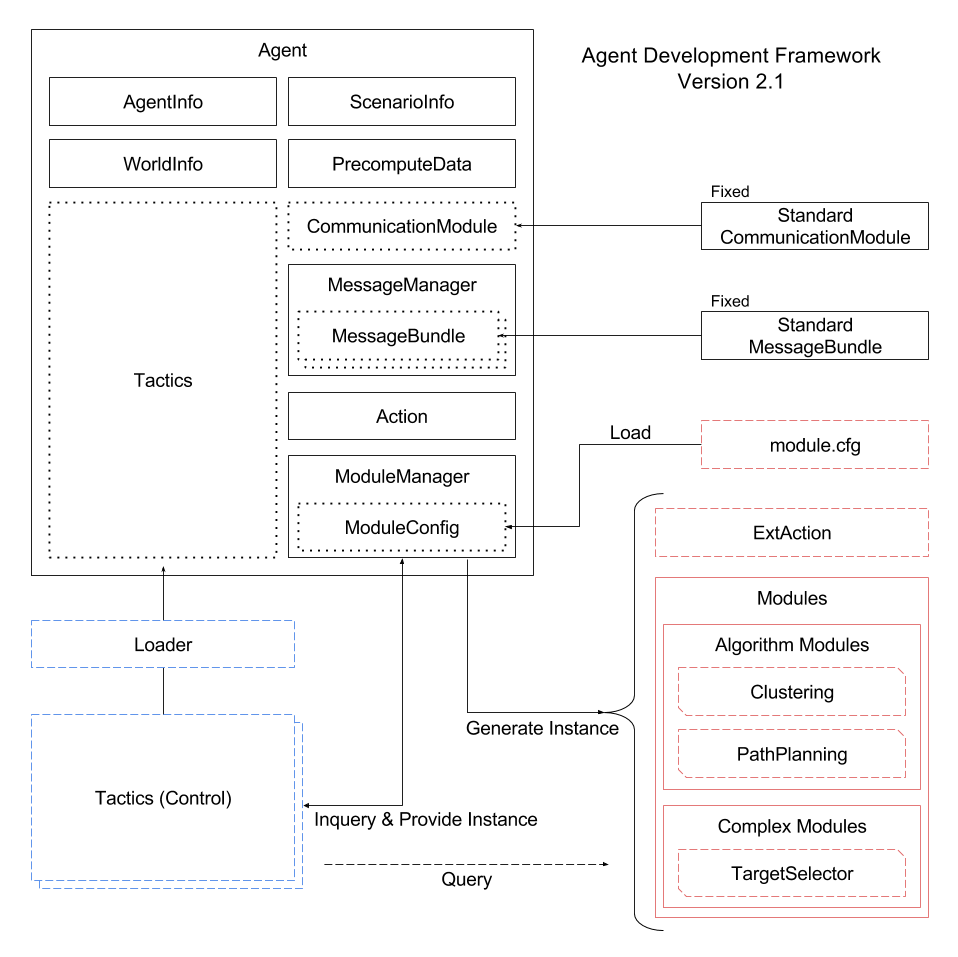 Agent Development Framework
Version 2.1
Agent
AgentInfo
ScenarioInfo
WorldInfo
PrecomputeData
Tactics
CommunicationModule
MessageManager
MessageBundle
Action
ModuleManager
ModuleConfig
Fixed
Standard
CommunicationModule
Fixed
Standard
MessageBundle
Load
module.cfg
ExtAction
Modules
Algorithm Modules
Clustering
PathPlanning
Complex Modules
TargetSelector
Loader
Tactics (Control)
Generate Instance
Inquery & Provide Instance
Query